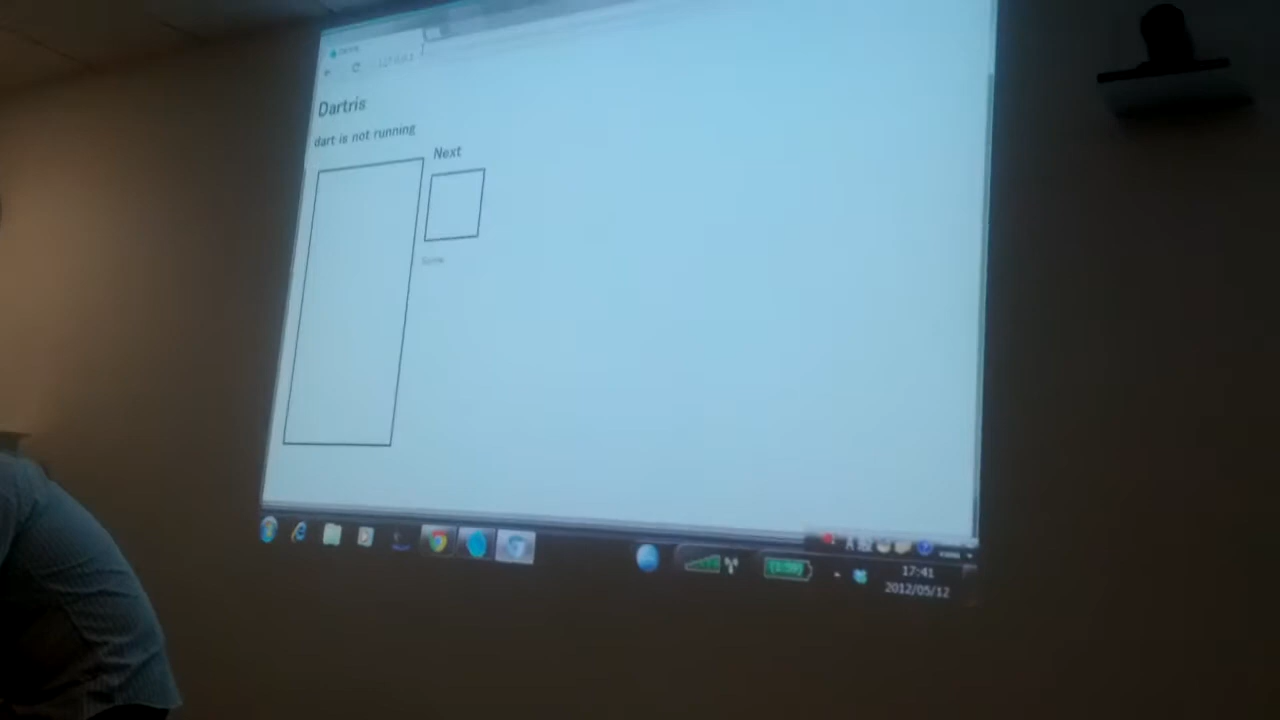 Dartris
dart is not running
Next
17:41
2012/05/12